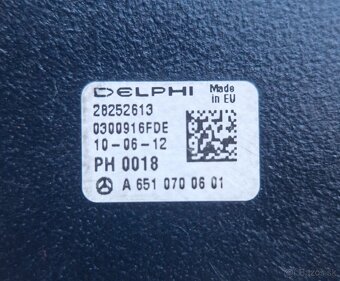 DELPHI
Made
in EU
28252613
0300916FDE
10-06-12
PH 0018
A 651 070 06 01